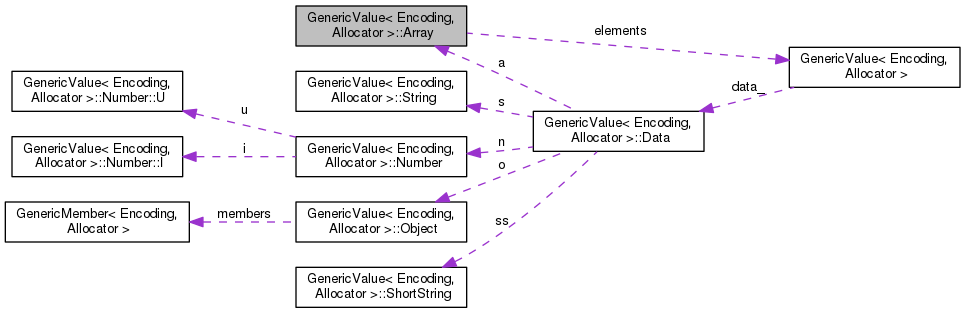 GenericValue< Encoding,
Allocator >::Array
elements
GenericValue< Encoding,
Allocator >
data_
a
GenericValue< Encoding,
Allocator >::Number::U
GenericValue< Encoding,
Allocator >::String
s
u
GenericValue< Encoding,
Allocator >::Data
n
GenericValue< Encoding,
Allocator >::Number::I
i
GenericValue< Encoding,
Allocator >::Number
o
GenericMember< Encoding,
Allocator >
members
GenericValue< Encoding,
Allocator >::Object
ss
GenericValue< Encoding,
Allocator >::ShortString